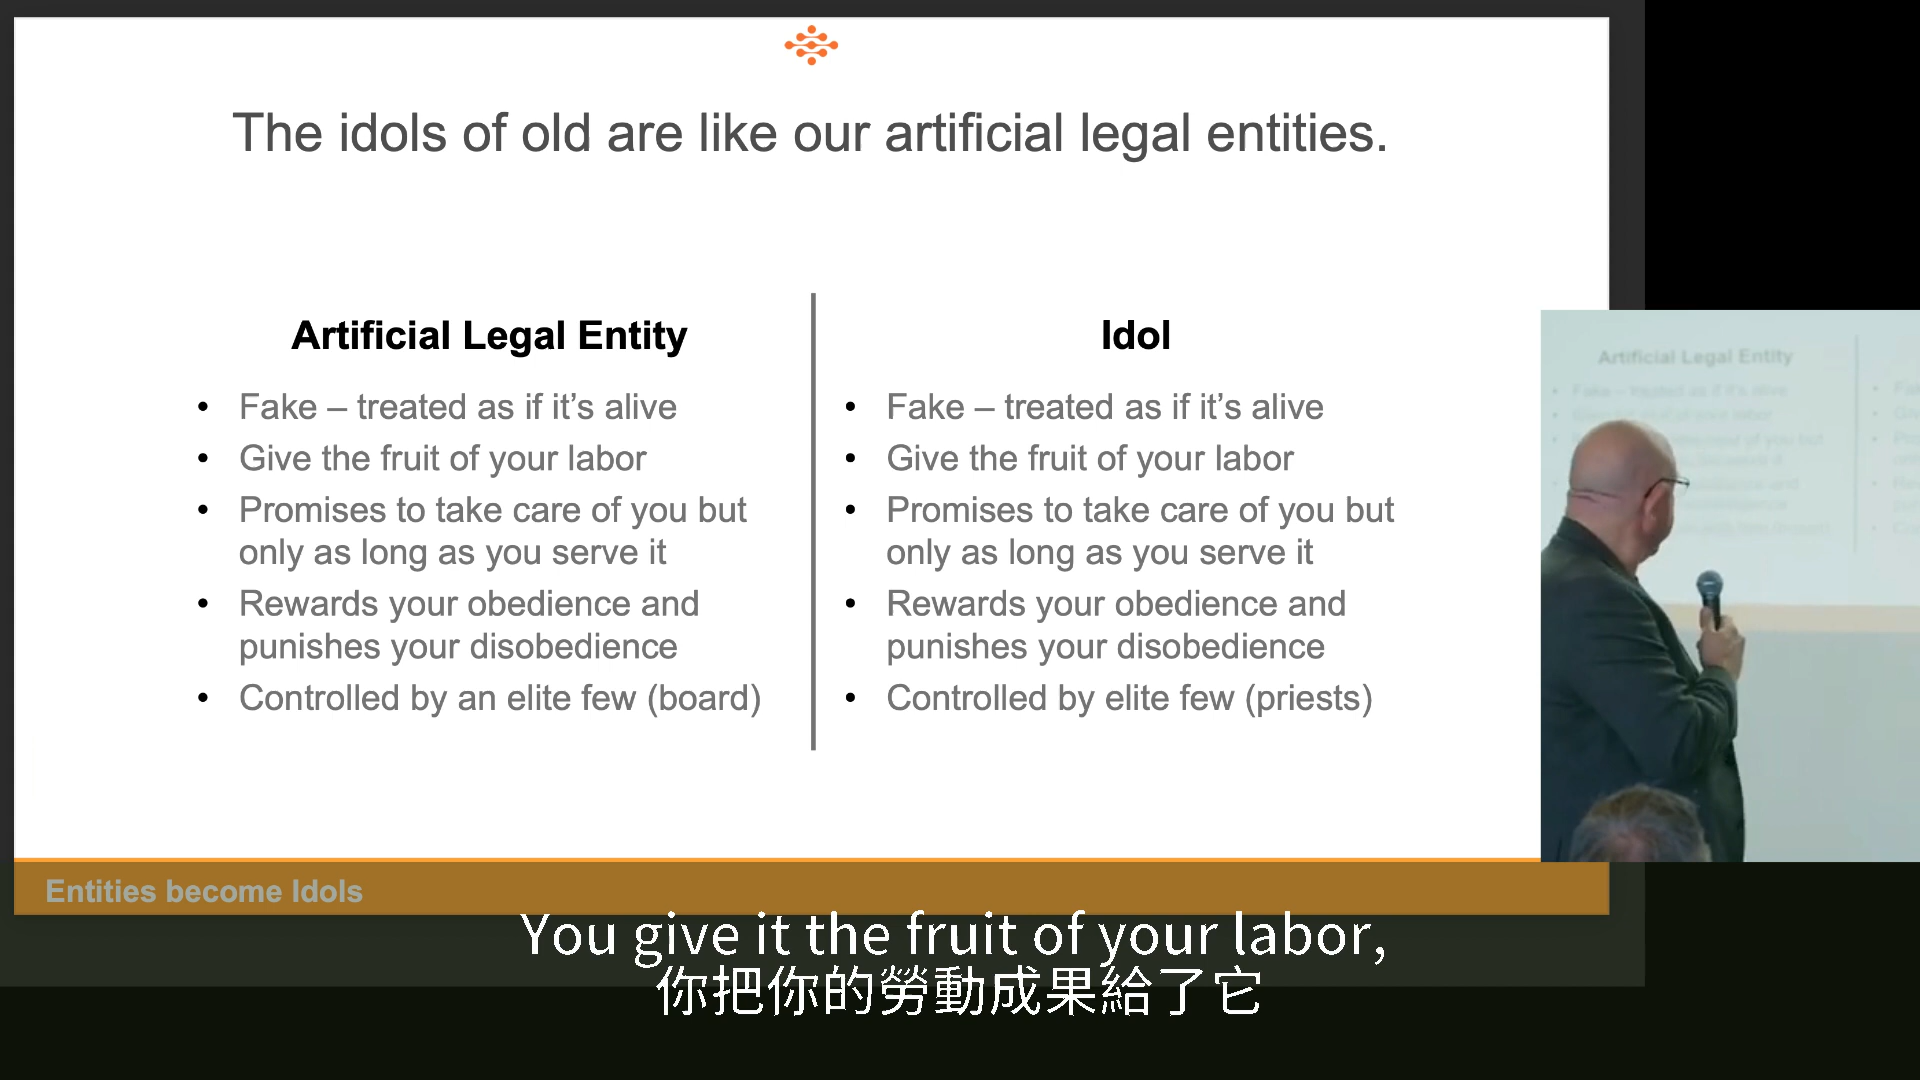 The idols of old are like our artificial legal entities.
Artificial Legal Entity
• Fake – treated as if it’s alive
• Give the fruit of your labor
• Promises to take care of you but
only as long as you serve it
• Rewards your obedience and
punishes your disobedience
• Controlled by an elite few (board)
Idol
• Fake – treated as if it’s alive
• Give the fruit of your labor
• Promises to take care of you but
only as long as you serve it
• Rewards your obedience and
punishes your disobedience
• Controlled by elite few (priests)
Artificial Legal Entity
Entities become Idols
You give it the fruit of your labor,
你把你的勞動成果給了它